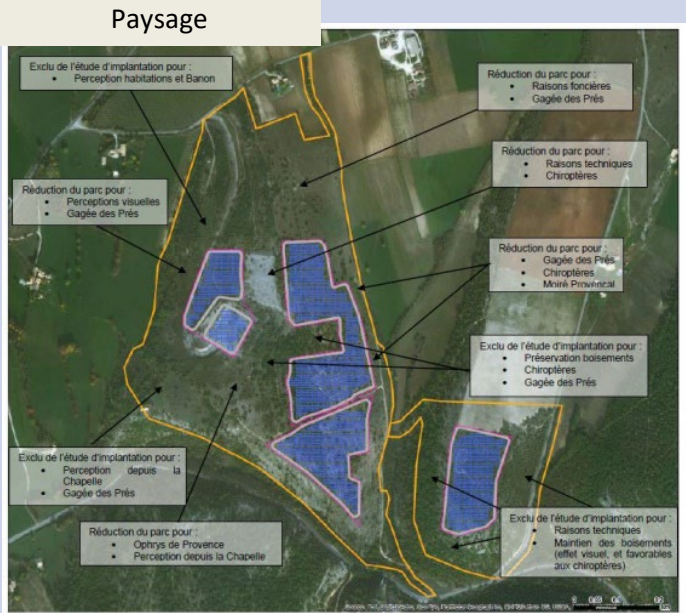 Paysage
Exclu de l'étude d'implantation pour :
• Perception habitations et Banon
Réduction du parc pour :
• Raisons foncières
• Gagée des Prés
Réduction du parc pour :
• Raisons techniques
• Chiroptères
Réduction du parc pour :
• Perceptions visuelles
• Gagée des Prés
Réduction du parc pour :
• Gagée des Prés
• Chiroptères
• Moiré Provençal
Exclu de l'étude d'implantation pour :
• Préservation boisements
• Chiroptères
• Gagée des Prés
Exclu de l'étude d'implantation pour :
• Perception depuis la
Chapelle
• Gagée des Prés
Réduction du parc pour :
• Ophrys de Provence
• Perception depuis la Chapelle
Exclu de l'étude d'implantation pour :
• Raisons techniques
• Maintien des boisements
(effet visuel, et favorables
aux chiroptères)